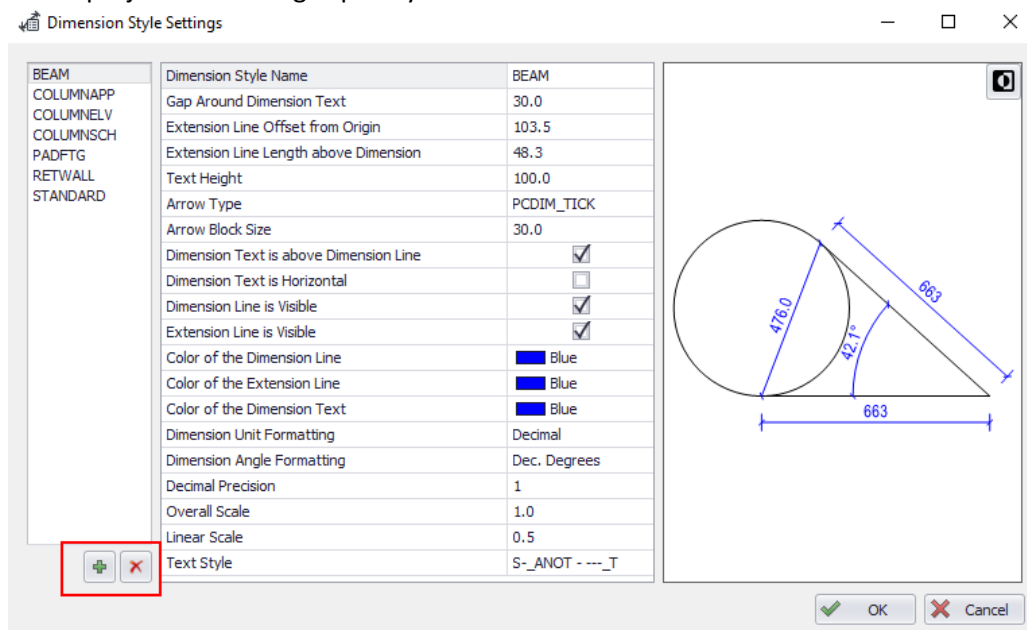 Dimension Style Settings
BEAM
COLUMNAPP
COLUMNELV
COLUMNSCH
PADFTG
RETWALL
STANDARD
Dimension Style Name BEAM
Gap Around Dimension Text 30.0
Extension Line Offset from Origin 103.5
Extension Line Length above Dimension 48.3
Text Height 100.0
Arrow Type PCDIM_TICK
Arrow Block Size 30.0
Dimension Text is above Dimension Line
Dimension Text is Horizontal
Dimension Line is Visible
Extension Line is Visible
Color of the Dimension Line Blue
Color of the Extension Line Blue
Color of the Dimension Text Blue
Dimension Unit Formatting Decimal
Dimension Angle Formatting Dec. Degrees
Decimal Precision 1
Overall Scale 1.0
Linear Scale 0.5
Text Style S-_ANOT - ---_T
663
476.0
42.1°
663
OK
Cancel